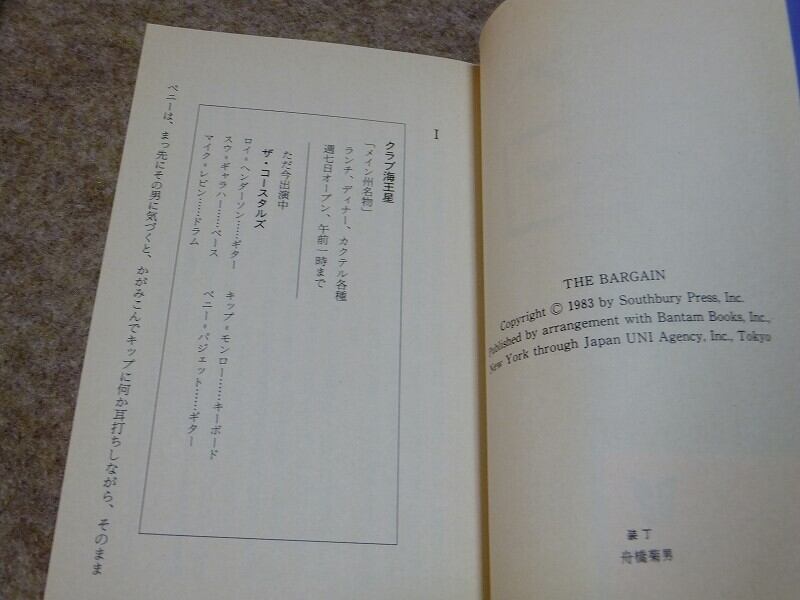 THE BARGAIN
Copyright © 1983 by Southbury Press, Inc.
Published by arrangement with Bantam Books, Inc.,
New York through Japan UNI Agency, Inc., Tokyo
装丁
舟橋菊男
I
クラブ海王星
「メイン州名物」
ランチ、ディナー、カクテル各種
週七日オープン、午前一時まで
ただ今出演中
ザ・コースタルズ
ロイ=ヘンダーソン……ギター
スウ=ギャラハー……ベース
マイク=レビン……ドラム
キップ=モンロー……キーボード
ペニー=パジェット……ギター
ペニーは、まっ先にその男に気づくと、かがみこんでキップに何か耳打ちしながら、そのまま